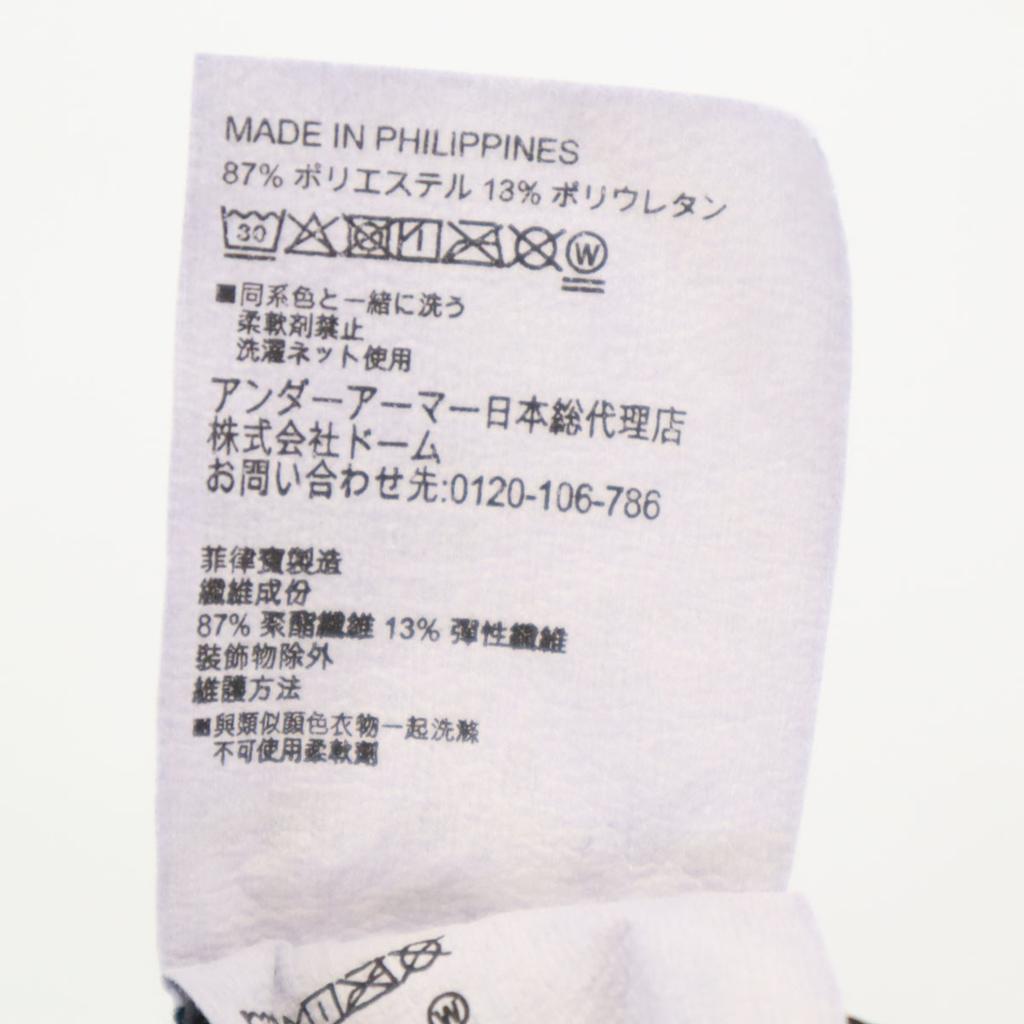 MADE IN PHILIPPINES
87% ポリエステル 13% ポリウレタン
30 W
■同系色と一緒に洗う
柔軟剤禁止
洗濯ネット使用
アンダーアーマー日本総代理店
株式会社ドーム
お問い合わせ先:0120-106-786
菲律賓製造
纖維成份
87% 聚酯纖維 13% 彈性纖維
裝飾物除外
維護方法
■與類似顏色衣物一起洗滌
不可使用柔軟劑
W